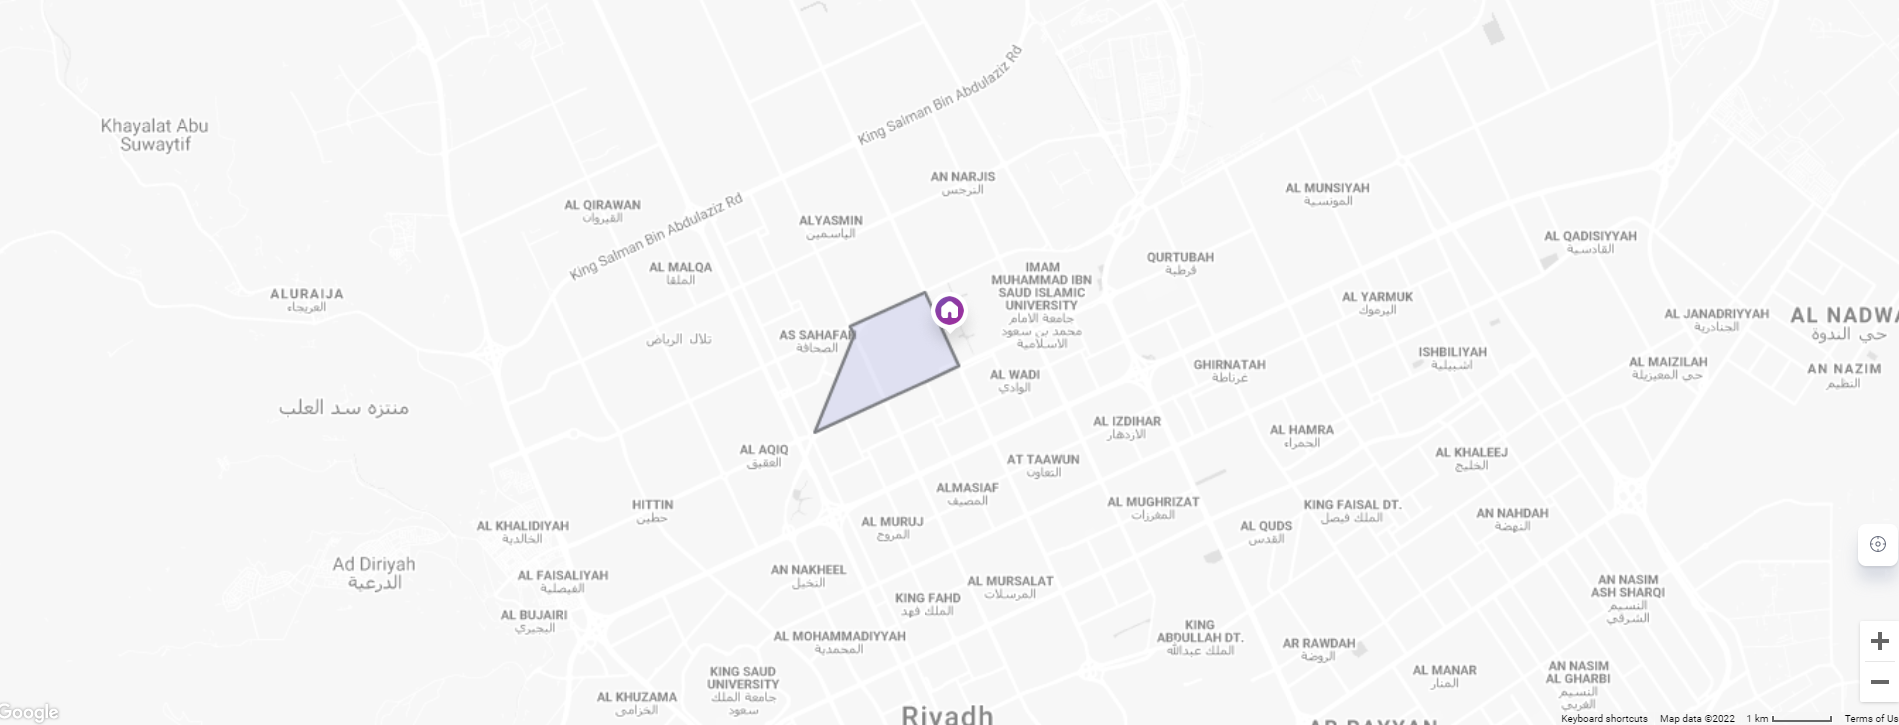 King Salman Bin Abdulaziz Rd
Khayalat Abu
Suwaytif
AN NARJIS
النرجس
AL MUNSIYAH
المونسية
AL QIRAWAN
القيروان
King Salman Bin Abdulaziz Rd
ALYASMIN
الياسمين
AL QADISIYYAH
القادسية
QURTUBAH
قرطبة
AL MALQA
الملقا
IMAM
MUHAMMAD IBN
SAUD ISLAMIC
UNIVERSITY
جامعة الامام
محمد بن سعود
الاسلامية
ALURAIJA
العريجاء
AL YARMUK
اليرموك
AL JANADRIYYAH
الجنادرية
AL NADWA
حي الندوة
AS SAHAFAH
الصحافة
تلال الرياض
AL WADI
الوادي
GHIRNATAH
غرناطة
ISHBILIYAH
اشبيلية
AL MAIZILAH
حي المعيزيلة
AN NAZIM
النظيم
منتزه سد العلب
AL IZDIHAR
الازدهار
AL HAMRA
الحمراء
AL AQIQ
العقيق
AT TAAWUN
التعاون
AL KHALEEJ
الخليج
ALMASIAF
المصيف
AL MUGHRIZAT
المغرزات
KING FAISAL DT.
الملك فيصل
HITTIN
حطين
AL KHALIDIYAH
الخالدية
AL MURUJ
المروج
AL QUDS
القدس
AN NAHDAH
النهضة
Ad Diriyah
الدرعية
AL FAISALIYAH
الفيصلية
AN NAKHEEL
النخيل
AL MURSALAT
المرسلات
AN NASIM
ASH SHARQI
النسيم
الشرقي
KING FAHD
الملك فهد
AL BUJAIRI
البجيري
AL MOHAMMADIYYAH
المحمدية
KING
ABDULLAH DT.
الملك عبدالله
AR RAWDAH
الروضة
KING SAUD
UNIVERSITY
جامعة الملك
سعود
AL MANAR
المنار
AN NASIM
AL GHARBI
النسيم
الغربي
AL KHUZAMA
الخزامى
Riyadh
AR RAYYAN
Google
Keyboard shortcuts
Map data ©2022
1 km
Terms of Us